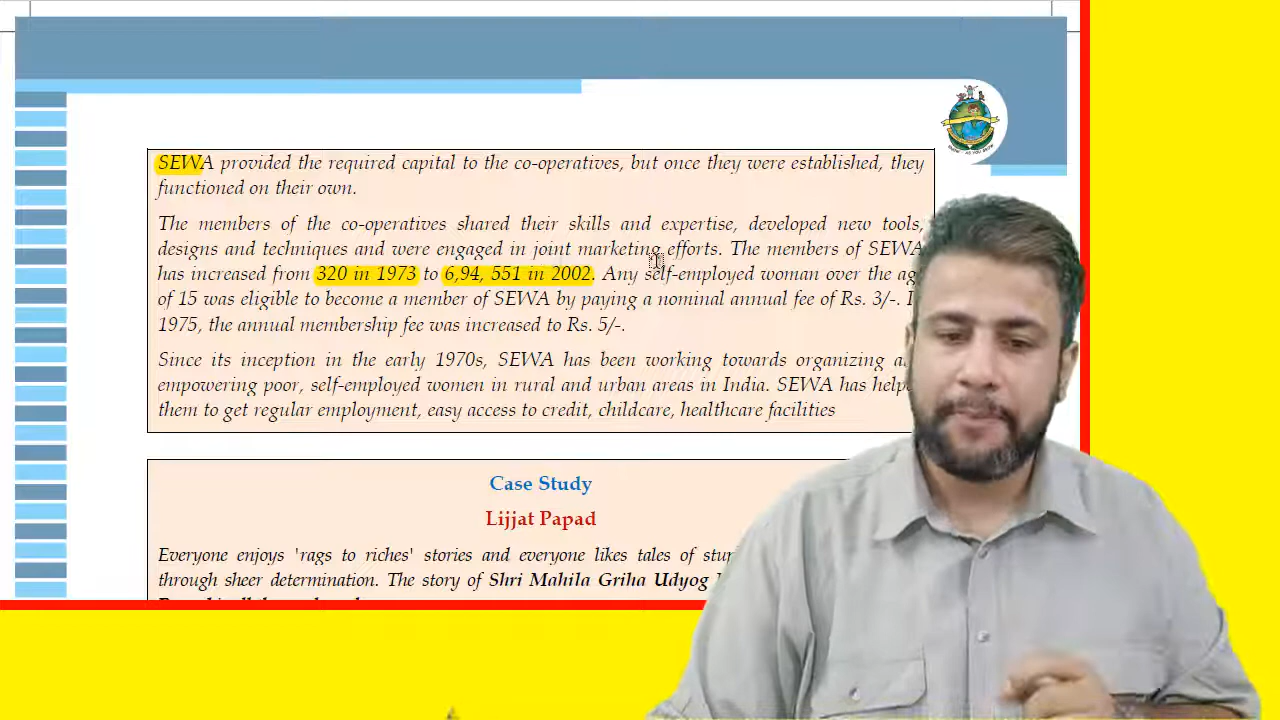 SEWA provided the required capital to the co-operatives, but once they were established, they
functioned on their own.
The members of the co-operatives shared their skills and expertise, developed new tools,
designs and techniques and were engaged in joint marketing efforts. The members of SEWA
has increased from 320 in 1973 to 6,94, 551 in 2002. Any self-employed woman over the
of 15 was eligible to become a member of SEWA by paying a nominal annual fee of Rs. 3/-.
1975, the annual membership fee was increased to Rs. 5/-.
Since its inception in the early 1970s, SEWA has been working towards organizing
empowering poor, self-employed women in rural and urban areas in India. SEWA has
them to get regular employment, easy access to credit, childcare, healthcare facilities
Case Study
Lijjat Papad
Everyone enjoys 'rags to riches' stories and everyone likes tales of
through sheer determination. The story of Shri Mahila Griha Udyog